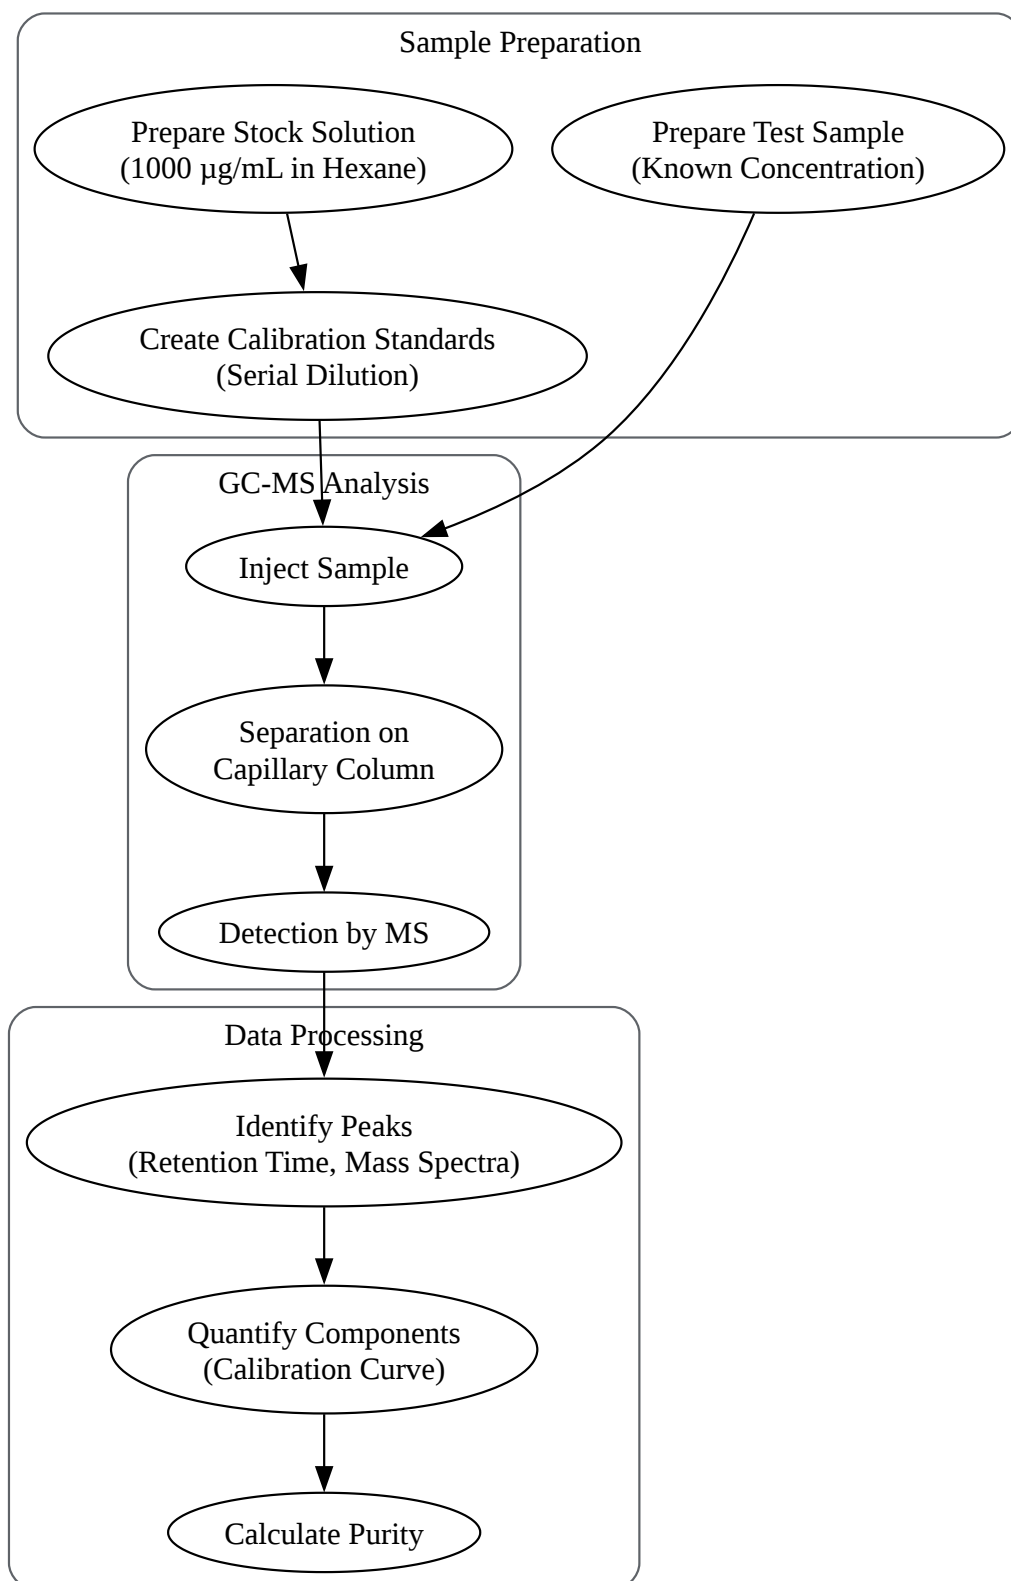 Sample Preparation
Prepare Stock Solution
(1000 µg/mL in Hexane)
Prepare Test Sample
(Known Concentration)
Create Calibration Standards
(Serial Dilution)
GC-MS Analysis
Inject Sample
Separation on
Capillary Column
Detection by MS
Data Processing
Identify Peaks
(Retention Time, Mass Spectra)
Quantify Components
(Calibration Curve)
Calculate Purity